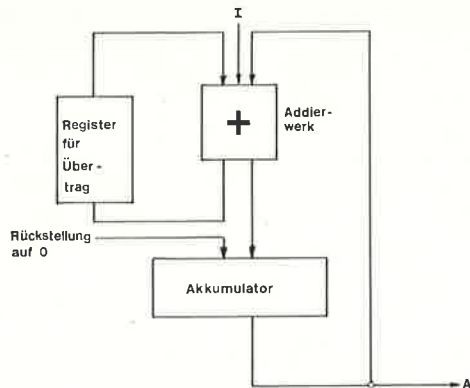 I
+
Addier-
werk
Register
für
Über-
trag
Rückstellung
auf 0
Akkumulator
A